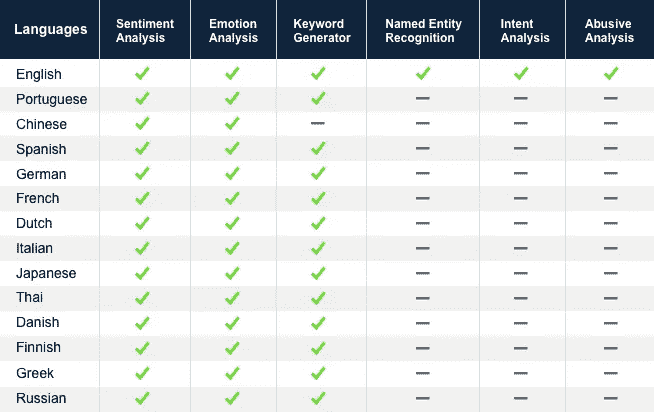 Languages Sentiment Analysis Emotion Analysis Keyword Generator Named Entity Recognition Intent Analysis Abusive Analysis
English ✓ ✓ ✓ ✓ ✓ ✓
Portuguese ✓ ✓ ✓ — — —
Chinese ✓ ✓ — — — —
Spanish ✓ ✓ ✓ — — —
German ✓ ✓ ✓ — — —
French ✓ ✓ ✓ — — —
Dutch ✓ ✓ ✓ — — —
Italian ✓ ✓ ✓ — — —
Japanese ✓ ✓ ✓ — — —
Thai ✓ ✓ ✓ — — —
Danish ✓ ✓ ✓ — — —
Finnish ✓ ✓ ✓ — — —
Greek ✓ ✓ ✓ — — —
Russian ✓ ✓ ✓ — — —